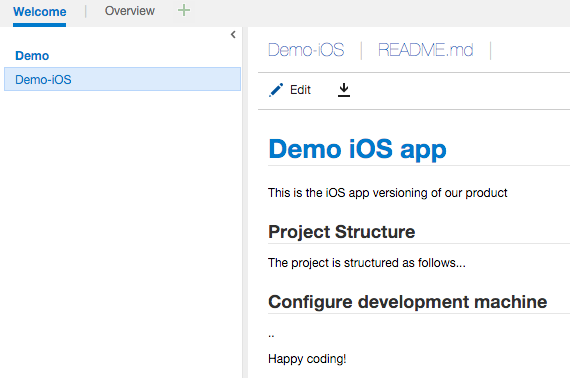 Welcome | Overview +
Demo
Demo-iOS
Demo-iOS | README.md |
Edit
Demo iOS app
This is the iOS app versioning of our product
Project Structure
The project is structured as follows...
Configure development machine
..
Happy coding!